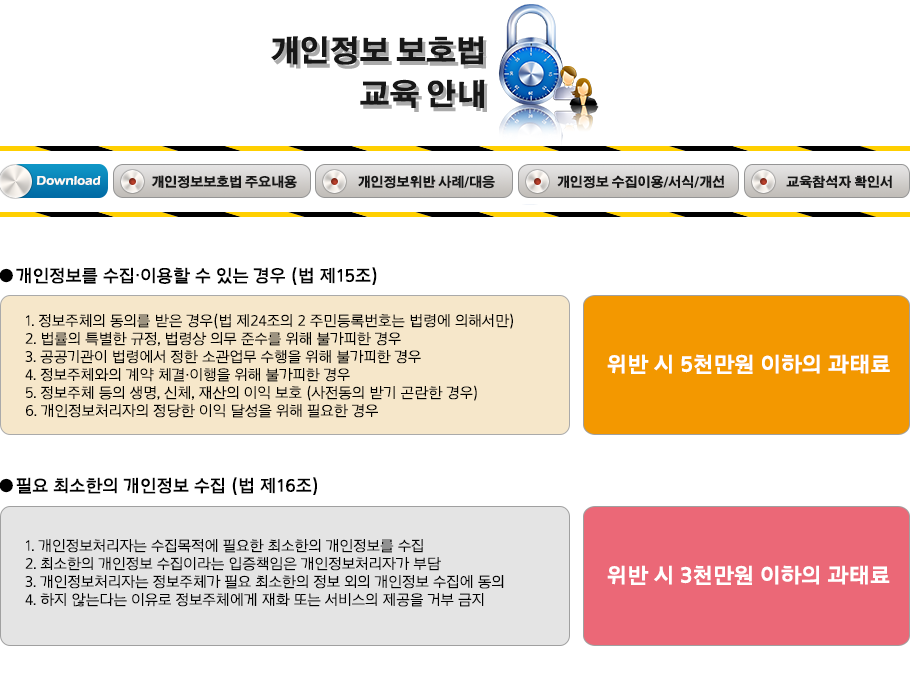 개인정보 보호법
교육 안내
Download
개인정보보호법 주요내용
개인정보위반 사례/대응
개인정보 수집이용/서식/개선
교육참석자 확인서
●개인정보를 수집·이용할 수 있는 경우 (법 제15조)
1. 정보주체의 동의를 받은 경우(법 제24조의 2 주민등록번호는 법령에 의해서만)
2. 법률의 특별한 규정, 법령상 의무 준수를 위해 불가피한 경우
3. 공공기관이 법령에서 정한 소관업무 수행을 위해 불가피한 경우
4. 정보주체와의 계약 체결·이행을 위해 불가피한 경우
5. 정보주체 등의 생명, 신체, 재산의 이익 보호 (사전동의 받기 곤란한 경우)
6. 개인정보처리자의 정당한 이익 달성을 위해 필요한 경우
위반 시 5천만원 이하의 과태료
●필요 최소한의 개인정보 수집 (법 제16조)
1. 개인정보처리자는 수집목적에 필요한 최소한의 개인정보를 수집
2. 최소한의 개인정보 수집이라는 입증책임은 개인정보처리자가 부담
3. 개인정보처리자는 정보주체가 필요 최소한의 정보 외의 개인정보 수집에 동의
4. 하지 않는다는 이유로 정보주체에게 재화 또는 서비스의 제공을 거부 금지
위반 시 3천만원 이하의 과태료